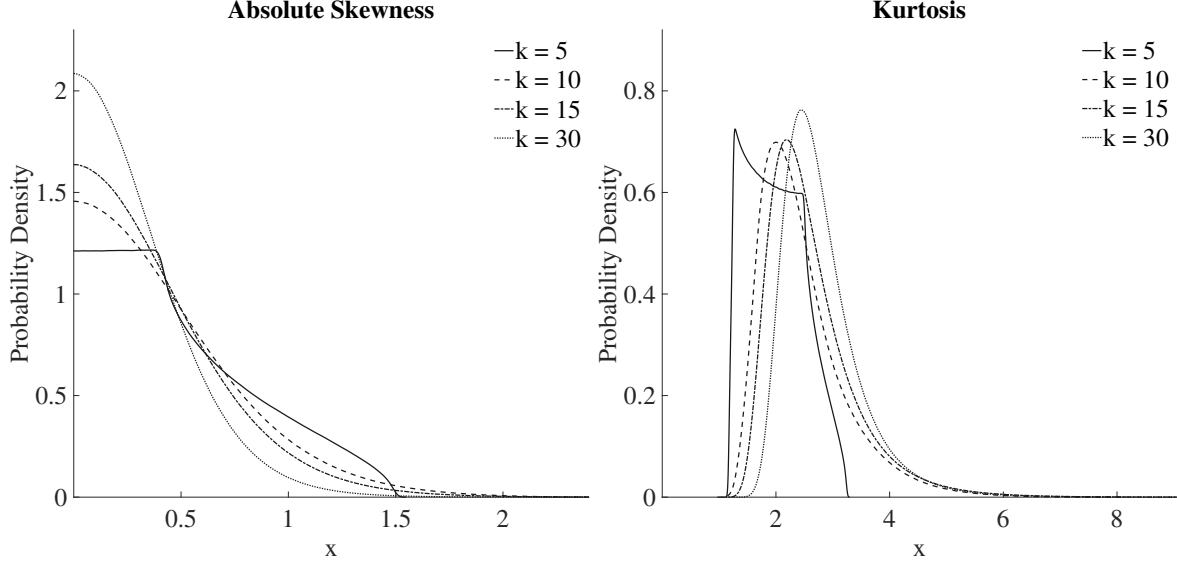 Absolute Skewness
k = 5
k = 10
k = 15
k = 30
Probability Density
2
1.5
1
0.5
0
0.5
1
1.5
2
x
Kurtosis
k = 5
k = 10
k = 15
k = 30
Probability Density
0.8
0.6
0.4
0.2
0
2
4
6
8
x